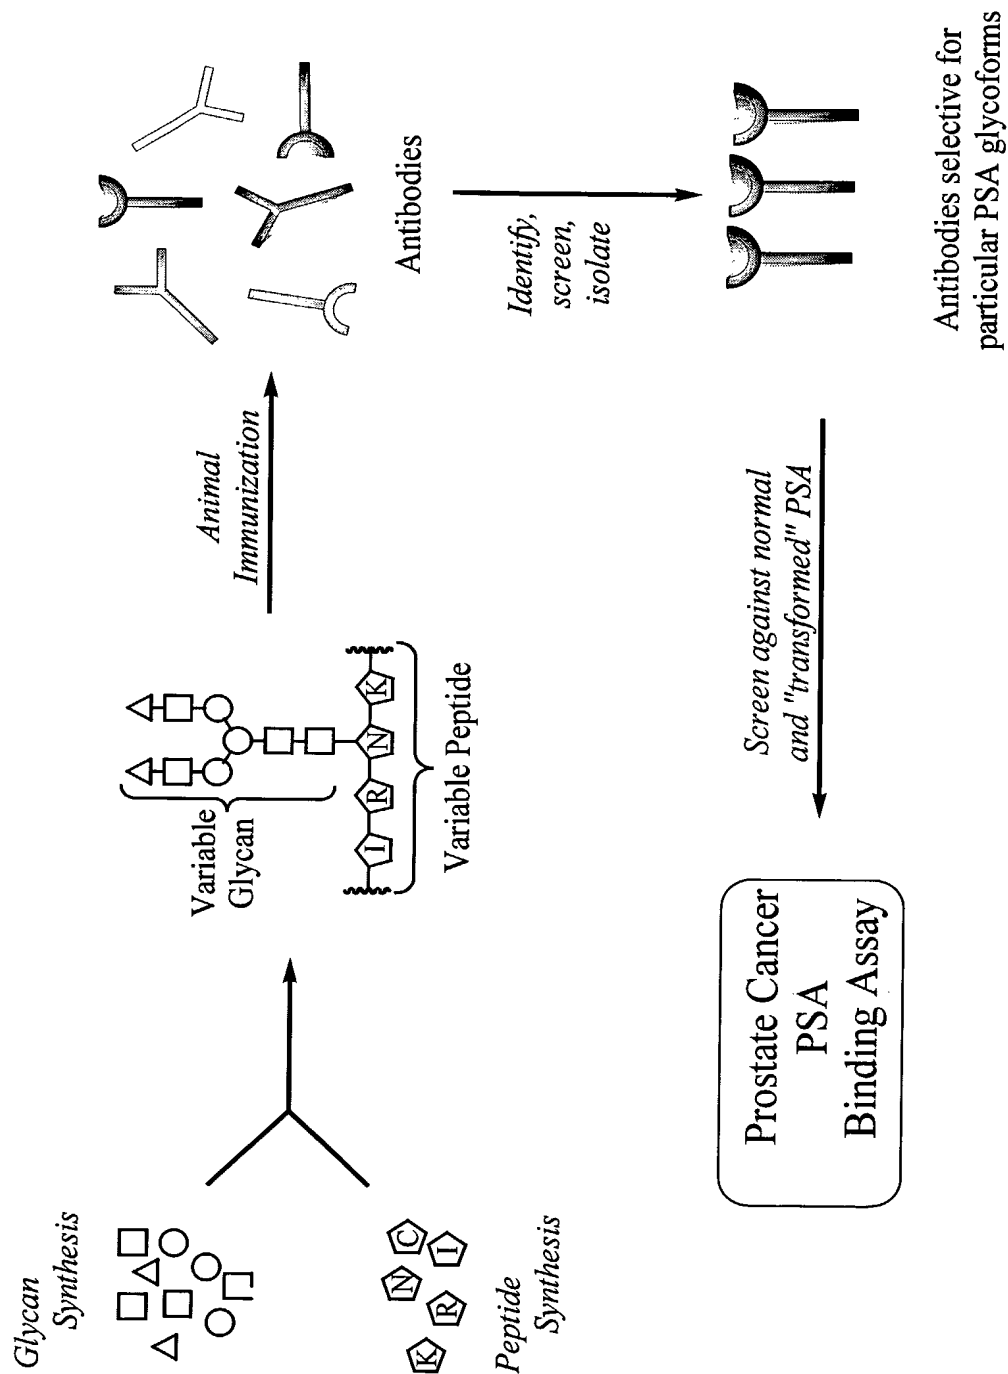 Glycan
Synthesis
K
R
N
I
C
Peptide
Synthesis
Variable
Glycan
I
R
N
K
Variable Peptide
Animal
Immunization
Antibodies
Identify,
screen,
isolate
Antibodies selective for
particular PSA glycoforms
Screen against normal
and "transformed" PSA
Prostate Cancer
PSA
Binding Assay